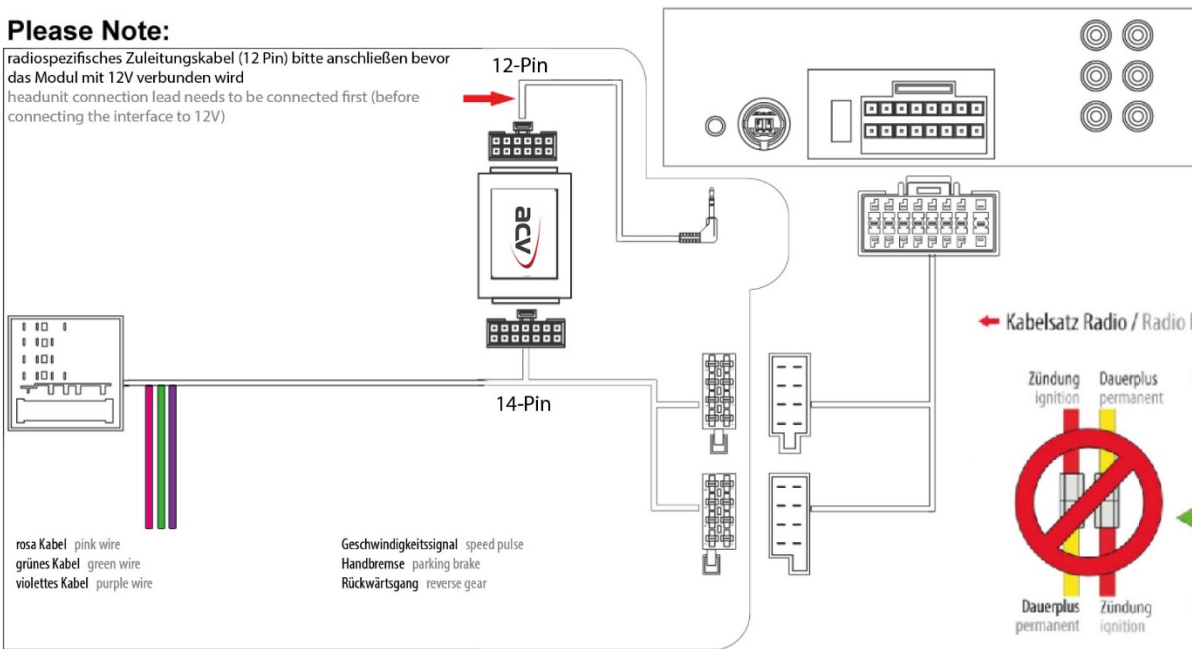 Please Note:
radiospezifisches Zuleitungskabel (12 Pin) bitte anschließen bevor
das Modul mit 12V verbunden wird
headunit connection lead needs to be connected first (before
connecting the interface to 12V)
12-Pin
acv
14-Pin
Kabelsatz Radio / Radio
Zündung Dauerplus
ignition permanent
Dauerplus Zündung
permanent ignition
rosa Kabel pink wire
grünes Kabel green wire
violettes Kabel purple wire
Geschwindigkeitssignal speed pulse
Handbremse parking brake
Rückwärtsgang reverse gear